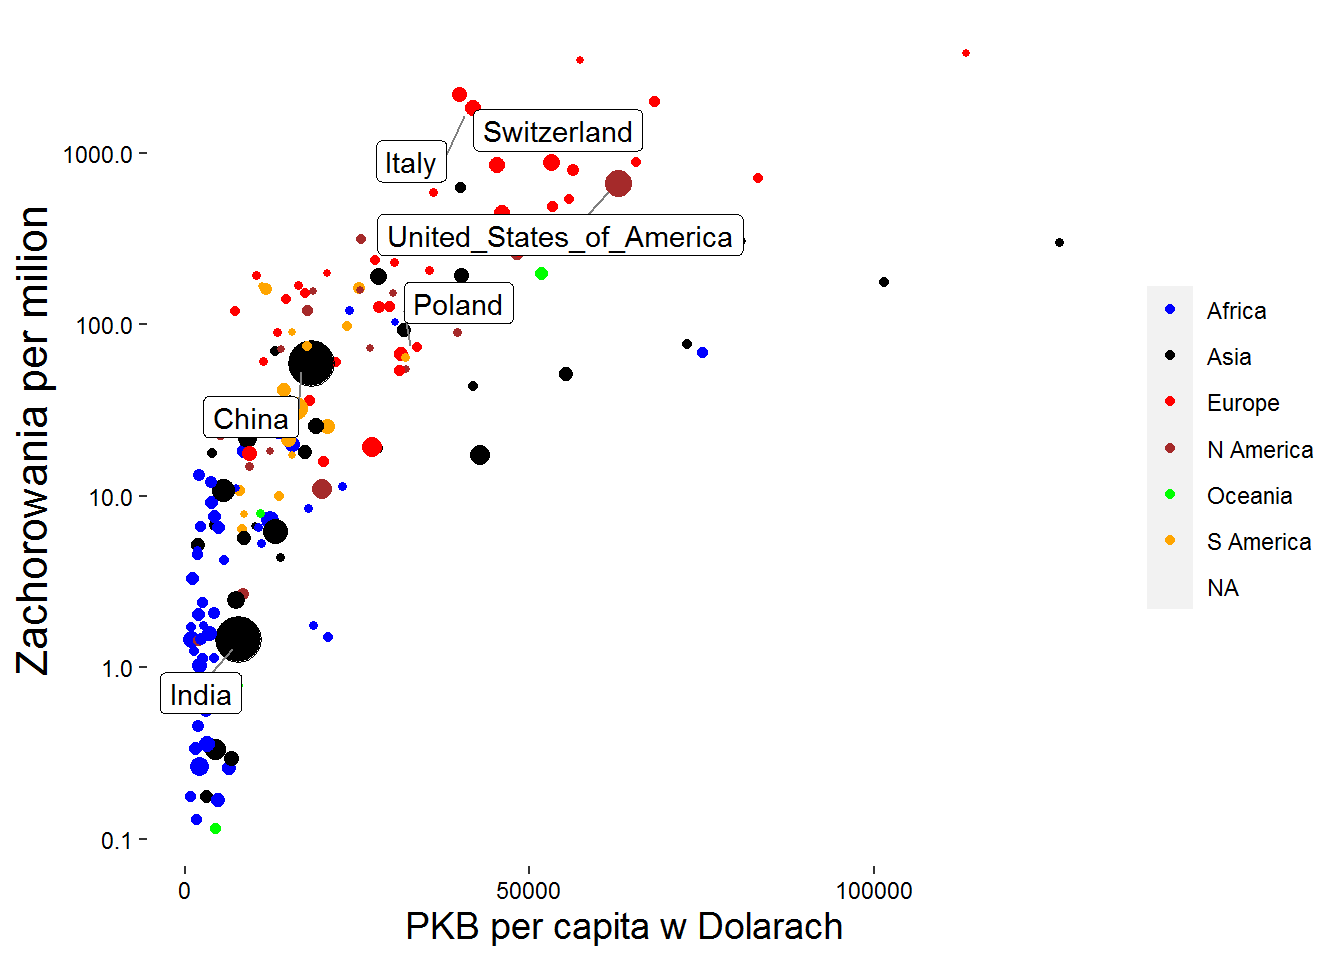 Zachorowania per milion
1000.0
100.0
10.0
1.0
0.1
Switzerland
Italy
United_States_of_America
Poland
China
India
0
50000
100000
PKB per capita w Dolarach
Africa
Asia
Europe
N America
Oceania
S America
NA